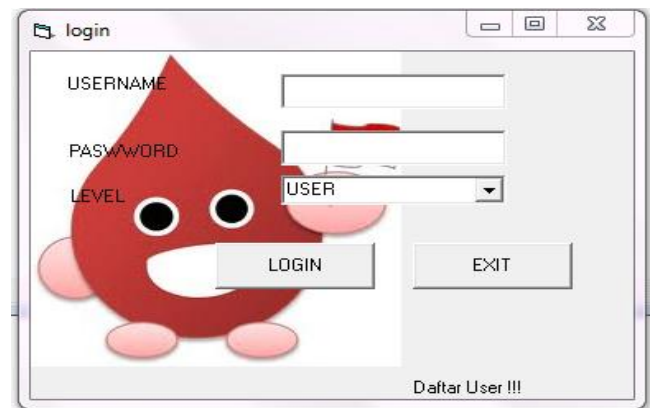 login
USERNAME
PASWWORD
LEVEL USER
LOGIN EXIT
Daftar User !!!